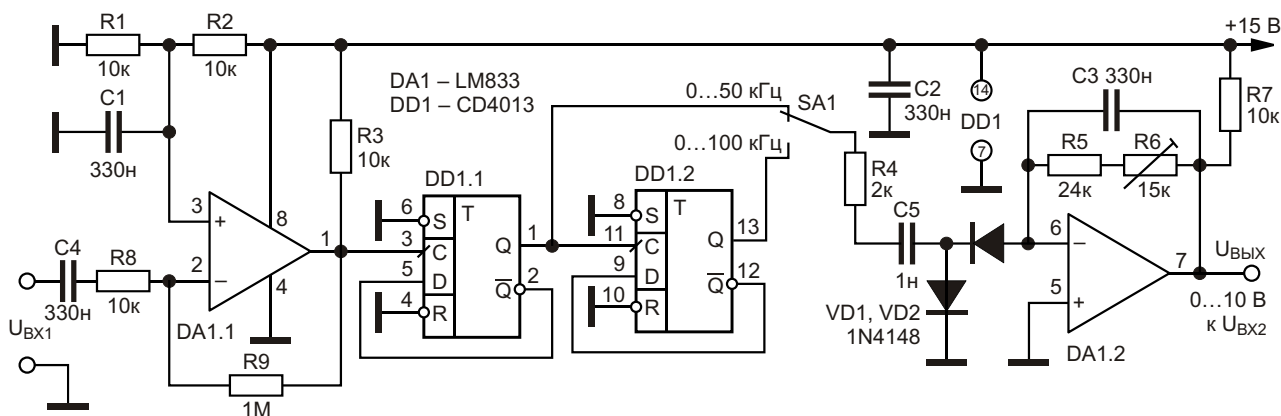 R1
10к
R2
10к
+15 В
C1
330н
DA1 – LM833
DD1 – CD4013
R3
10к
0...50 кГц
SA1
0...100 кГц
C2
330н
14
DD1
7
C3 330н
R5
24к
R6
15к
R7
10к
R4
2к
C5
1н
VD1, VD2
1N4148
3
+
2
–
8
4
1
DA1.1
C4
330н
R8
10к
UВХ1
R9
1М
DD1.1
6
S
T
3
C
5
D
4
R
Q
1
Q
2
DD1.2
8
S
T
11
C
9
D
10
R
Q
13
Q
12
6
–
5
+
7
DA1.2
UВЫХ
0...10 В
к UВХ2